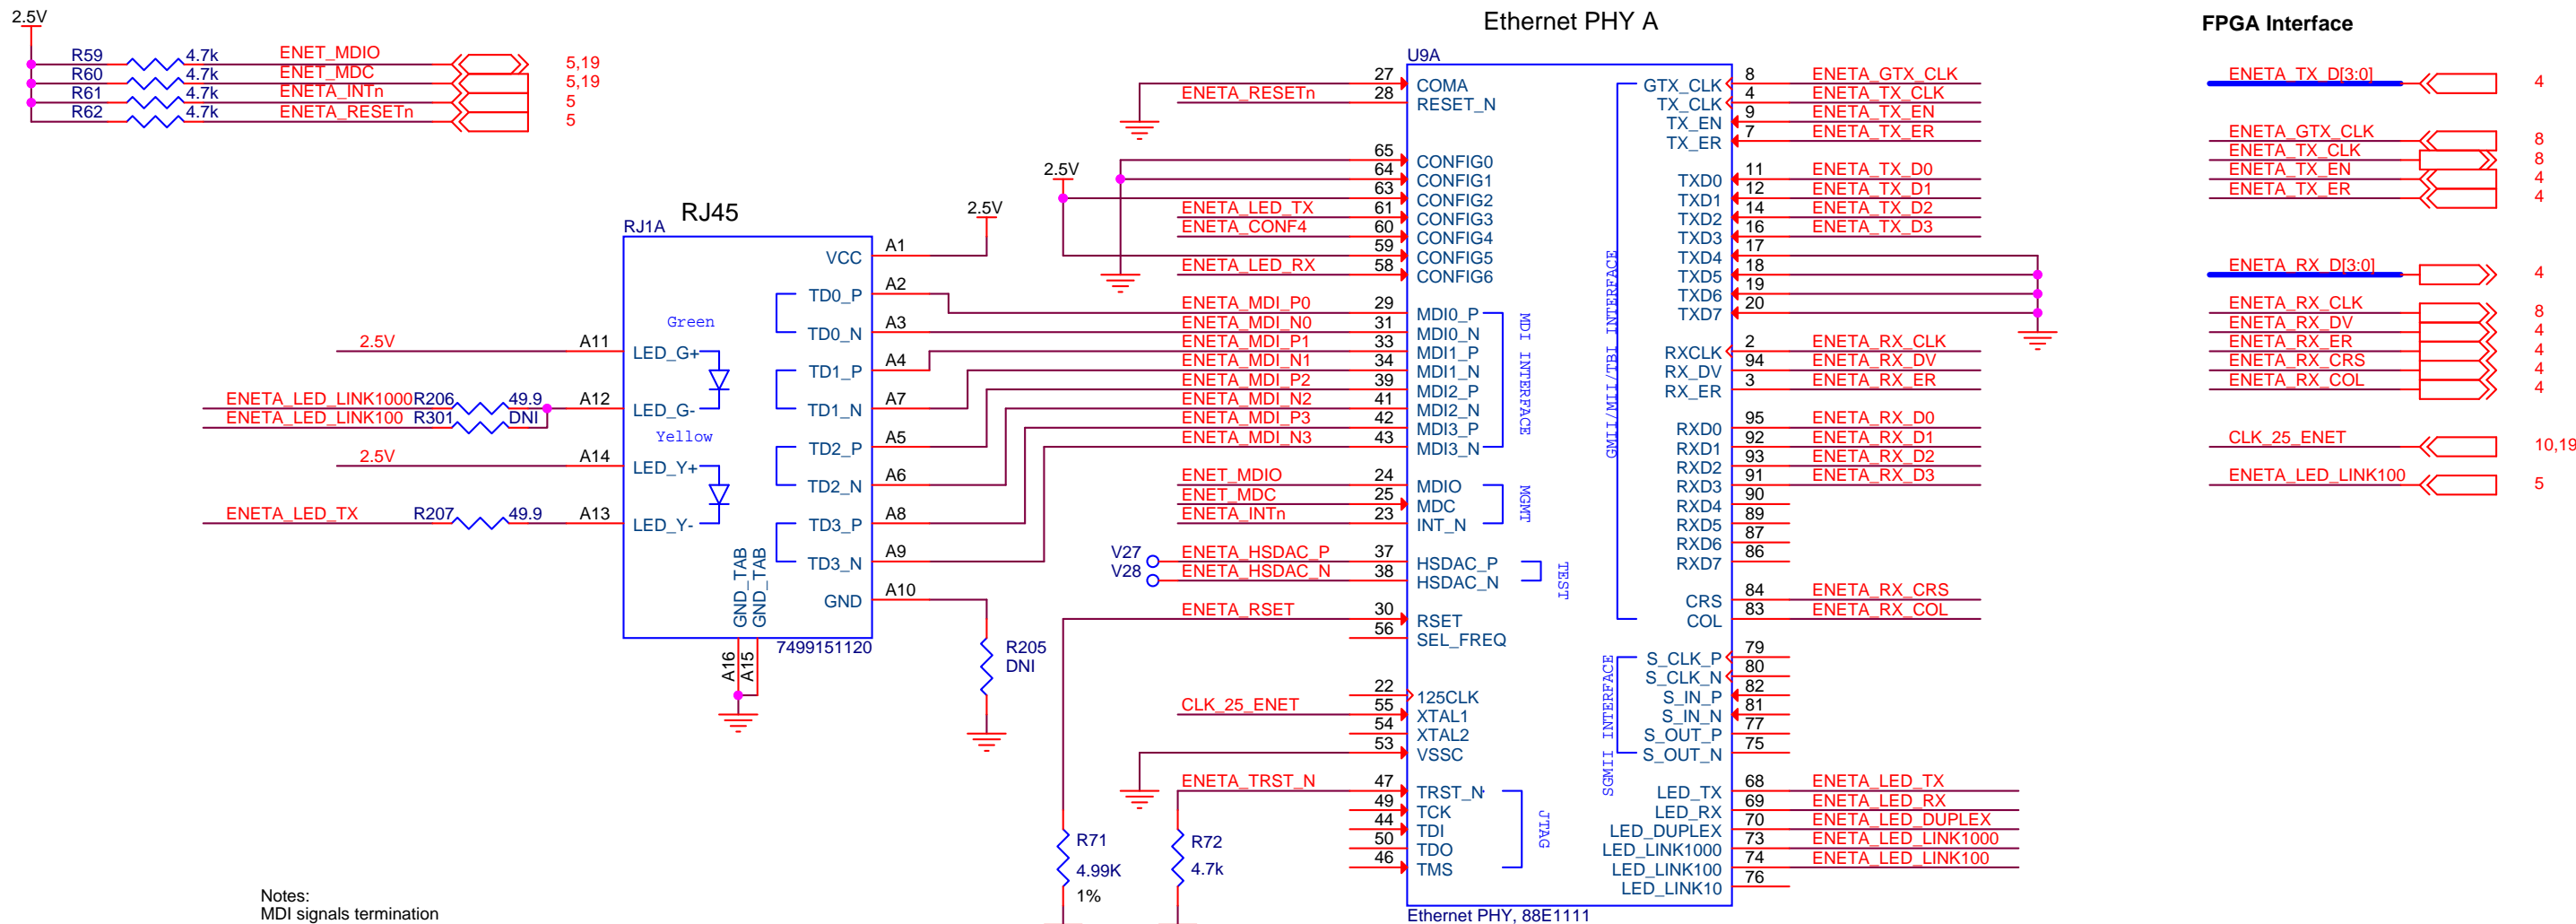 Ethernet PHY A
FPGA Interface
2.5V
R59 4.7k ENET_MDIO 5,19
R60 4.7k ENET_MDC 5,19
R61 4.7k ENETA_INTn 5
R62 4.7k ENETA_RESETn 5
RJ45
RJ1A
2.5V
VCC A1
TD0_P A2
TD0_N A3
TD1_P A4
TD1_N A7
TD2_P A5
TD2_N A6
TD3_P A8
TD3_N A9
GND A10
Green
2.5V A11 LED_G+
ENETA_LED_LINK1000 R206 49.9 A12 LED_G-
ENETA_LED_LINK100 R301 DNI
Yellow
2.5V A14 LED_Y+
ENETA_LED_TX R207 49.9 A13 LED_Y-
GND_TAB
GND_TAB
A16
A15
7499151120
R205
DNI
U9A
27 COMA
ENETA_RESETn 28 RESET_N
2.5V
65 CONFIG0
64 CONFIG1
63 CONFIG2
ENETA_LED_TX 61 CONFIG3
ENETA_CONF4 60 CONFIG4
59 CONFIG5
ENETA_LED_RX 58 CONFIG6
ENETA_MDI_P0 29 MDI0_P
ENETA_MDI_N0 31 MDI0_N
ENETA_MDI_P1 33 MDI1_P
ENETA_MDI_N1 34 MDI1_N
ENETA_MDI_P2 39 MDI2_P
ENETA_MDI_N2 41 MDI2_N
ENETA_MDI_P3 42 MDI3_P
ENETA_MDI_N3 43 MDI3_N
MDI INTERFACE
ENET_MDIO 24 MDIO
ENET_MDC 25 MDC
ENETA_INTn 23 INT_N
MGMT
V27 ENETA_HSDAC_P 37 HSDAC_P
V28 ENETA_HSDAC_N 38 HSDAC_N
TEST
ENETA_RSET 30 RSET
56 SEL_FREQ
22 125CLK
CLK_25_ENET 55 XTAL1
54 XTAL2
53 VSSC
ENETA_TRST_N 47 TRST_N
49 TCK
44 TDI
50 TDO
46 TMS
JTAG
R71
4.99K
1%
R72
4.7k
GTX_CLK 8 ENETA_GTX_CLK
TX_CLK 4 ENETA_TX_CLK
TX_EN 9 ENETA_TX_EN
TX_ER 7 ENETA_TX_ER
TXD0 11 ENETA_TX_D0
TXD1 12 ENETA_TX_D1
TXD2 14 ENETA_TX_D2
TXD3 16 ENETA_TX_D3
TXD4 17
TXD5 18
TXD6 19
TXD7 20
GMII/MII/TBI INTERFACE
RXCLK 2 ENETA_RX_CLK
RX_DV 94 ENETA_RX_DV
RX_ER 3 ENETA_RX_ER
RXD0 95 ENETA_RX_D0
RXD1 92 ENETA_RX_D1
RXD2 93 ENETA_RX_D2
RXD3 91 ENETA_RX_D3
RXD4 90
RXD5 89
RXD6 87
RXD7 86
CRS 84 ENETA_RX_CRS
COL 83 ENETA_RX_COL
SGMII INTERFACE
S_CLK_P 79
S_CLK_N 80
S_IN_P 82
S_IN_N 81
S_OUT_P 77
S_OUT_N 75
LED_TX 68 ENETA_LED_TX
LED_RX 69 ENETA_LED_RX
LED_DUPLEX 70 ENETA_LED_DUPLEX
LED_LINK1000 73 ENETA_LED_LINK1000
LED_LINK100 74 ENETA_LED_LINK100
LED_LINK10 76
Ethernet PHY, 88E1111
ENETA_TX_D[3:0] 4
ENETA_GTX_CLK 8
ENETA_TX_CLK 8
ENETA_TX_EN 4
ENETA_TX_ER 4
ENETA_RX_D[3:0] 4
ENETA_RX_CLK 8
ENETA_RX_DV 4
ENETA_RX_ER 4
ENETA_RX_CRS 4
ENETA_RX_COL 4
CLK_25_ENET 10,19
ENETA_LED_LINK100 5
Notes:
MDI signals termination